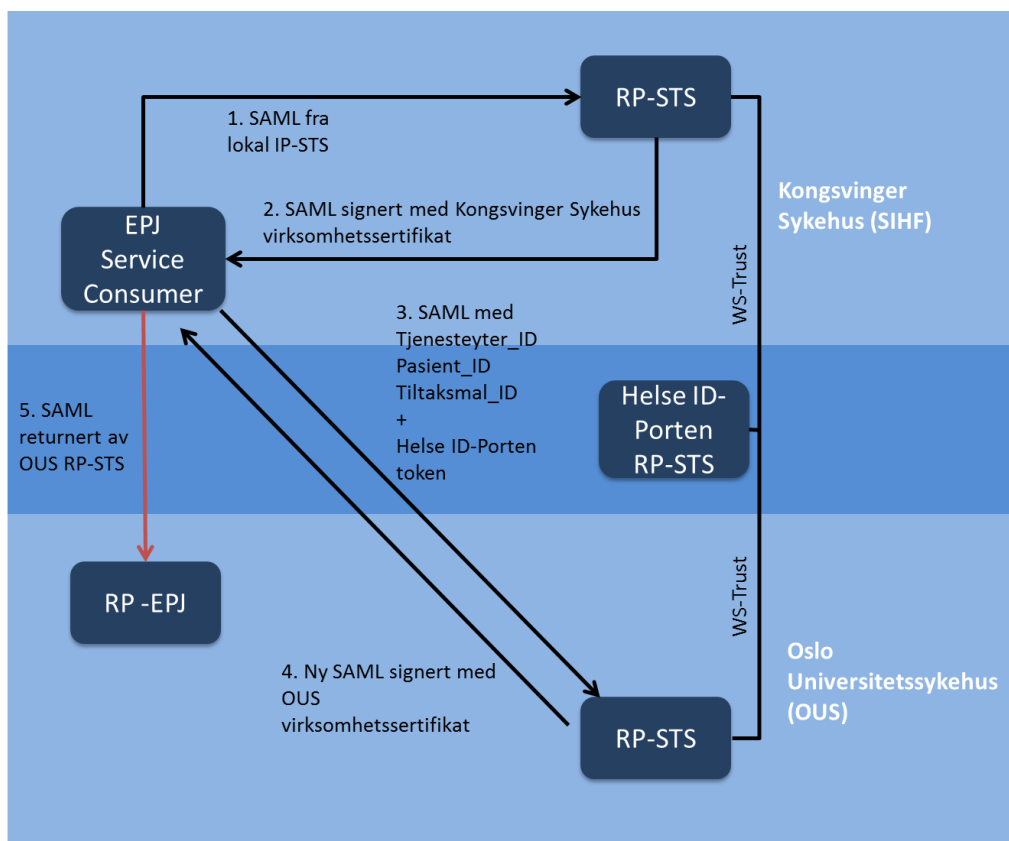 RP-STS
1. SAML fra
lokal IP-STS
Kongsvinger
Sykehus (SIHF)
2. SAML signert med Kongsvinger Sykehus
virksomhetssertifikat
EPJ
Service
Consumer
WS-Trust
3. SAML med
Tjenesteyter_ID
Pasient_ID
Tiltaksmal_ID
+
Helse ID-Porten
token
Helse ID-
Porten
RP-STS
5. SAML
returnert av
OUS RP-STS
WS-Trust
RP -EPJ
4. Ny SAML signert med
OUS
virksomhetssertifikat
Oslo
Universitetssykehus
(OUS)
RP-STS